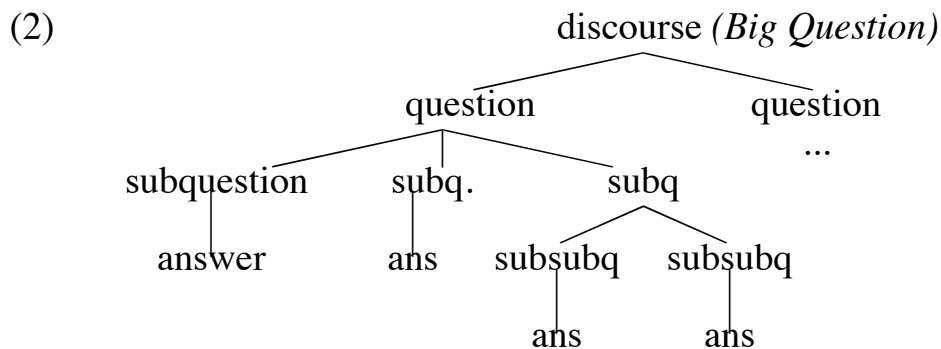 (2) discourse (Big Question)
question question
...
subquestion subq. subq
answer ans subsubq subsubq
ans ans